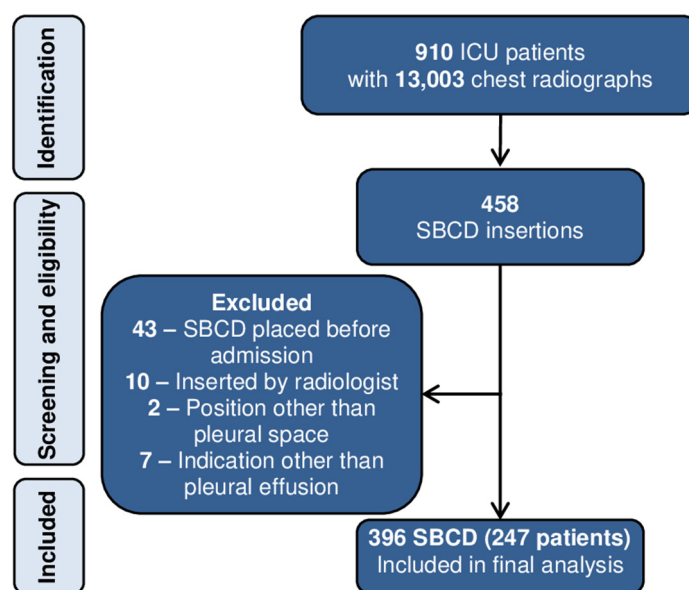 Identification
910 ICU patients
with 13,003 chest radiographs
Screening and eligibility
458
SBCD insertions
Excluded
43 – SBCD placed before
admission
10 – Inserted by radiologist
2 – Position other than
pleural space
7 – Indication other than
pleural effusion
Included
396 SBCD (247 patients)
Included in final analysis